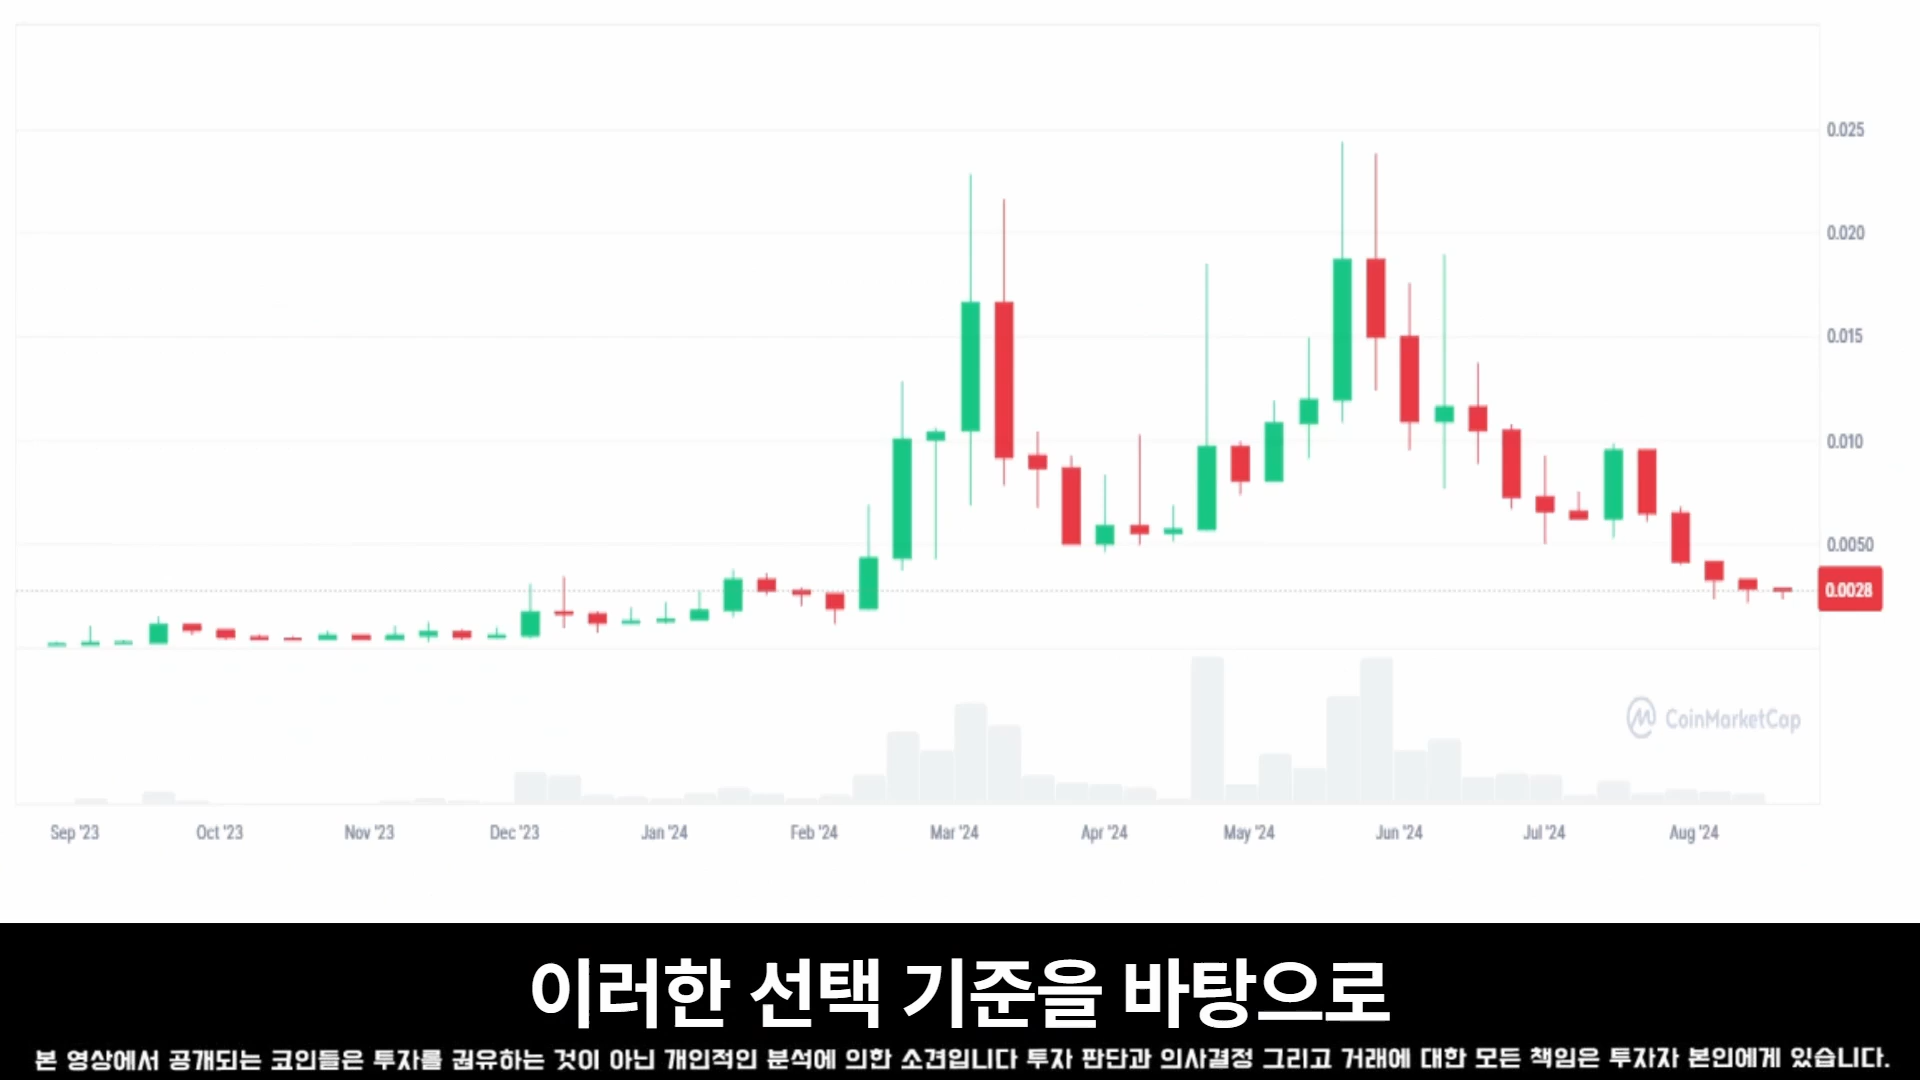 0.025
0.020
0.015
0.010
0.0050
0.0028
CoinMarketCap
Sep '23 Oct '23 Nov '23 Dec '23 Jan '24 Feb '24 Mar '24 Apr '24 May '24 Jun '24 Jul '24 Aug '24
이러한 선택 기준을 바탕으로
본 영상에서 공개되는 코인들은 투자를 권유하는 것이 아닌 개인적인 분석에 의한 소견입니다 투자 판단과 의사결정 그리고 거래에 대한 모든 책임은 투자자 본인에게 있습니다.